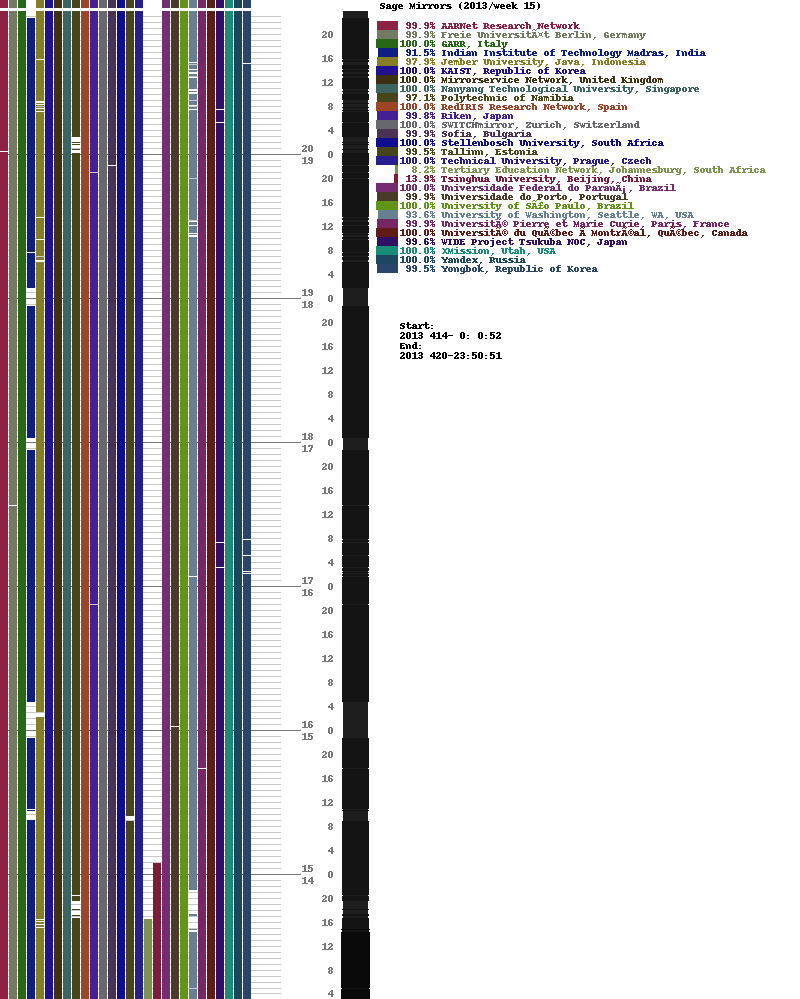 Sage Mirrors (2013/week 15)
99.9% AARNet Research Network
99.9% Freie UniversitÃ¤t Berlin, Germany
100.0% GARR, Italy
91.5% Indian Institute of Technology Madras, India
97.9% Jember University, Java, Indonesia
100.0% KAIST, Republic of Korea
100.0% Mirrorservice Network, United Kingdom
100.0% Nanyang Technological University, Singapore
97.1% Polytechnic of Namibia
100.0% RedIRIS Research Network, Spain
99.8% Riken, Japan
100.0% SWITCHmirror, Zurich, Switzerland
99.9% Sofia, Bulgaria
100.0% Stellenbosch University, South Africa
99.5% Tallinn, Estonia
100.0% Technical University, Prague, Czech
8.2% Tertiary Education Network, Johannesburg, South Africa
13.9% Tsinghua University, Beijing, China
100.0% Universidade Federal do ParanÃ¡, Brazil
99.9% Universidade do Porto, Portugal
100.0% University of SÃ£o Paulo, Brazil
93.6% University of Washington, Seattle, WA, USA
99.9% UniversitÃ© Pierre et Marie Curie, Paris, France
100.0% UniversitÃ© du QuÃ©bec A MontrÃ©al, QuÃ©bec, Canada
99.6% WIDE Project Tsukuba NOC, Japan
100.0% XMission, Utah, USA
100.0% Yandex, Russia
99.5% Yongbok, Republic of Korea
Start:
2013 414- 0: 0:52
End:
2013 420-23:50:51
20
16
12
8
4
20
0
19
20
16
12
8
4
19
0
18
20
16
12
8
4
18
0
17
20
16
12
8
4
17
0
16
20
16
12
8
4
16
0
15
20
16
12
8
4
15
0
14
20
16
12
8
4